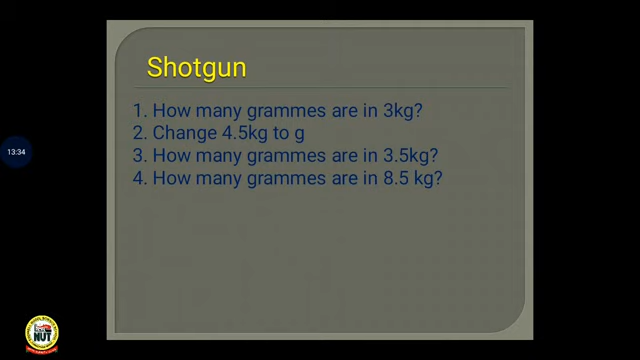 Shotgun
1. How many grammes are in 3kg?
2. Change 4.5kg to g
3. How many grammes are in 3.5kg?
4. How many grammes are in 8.5 kg?
13:34
NUT